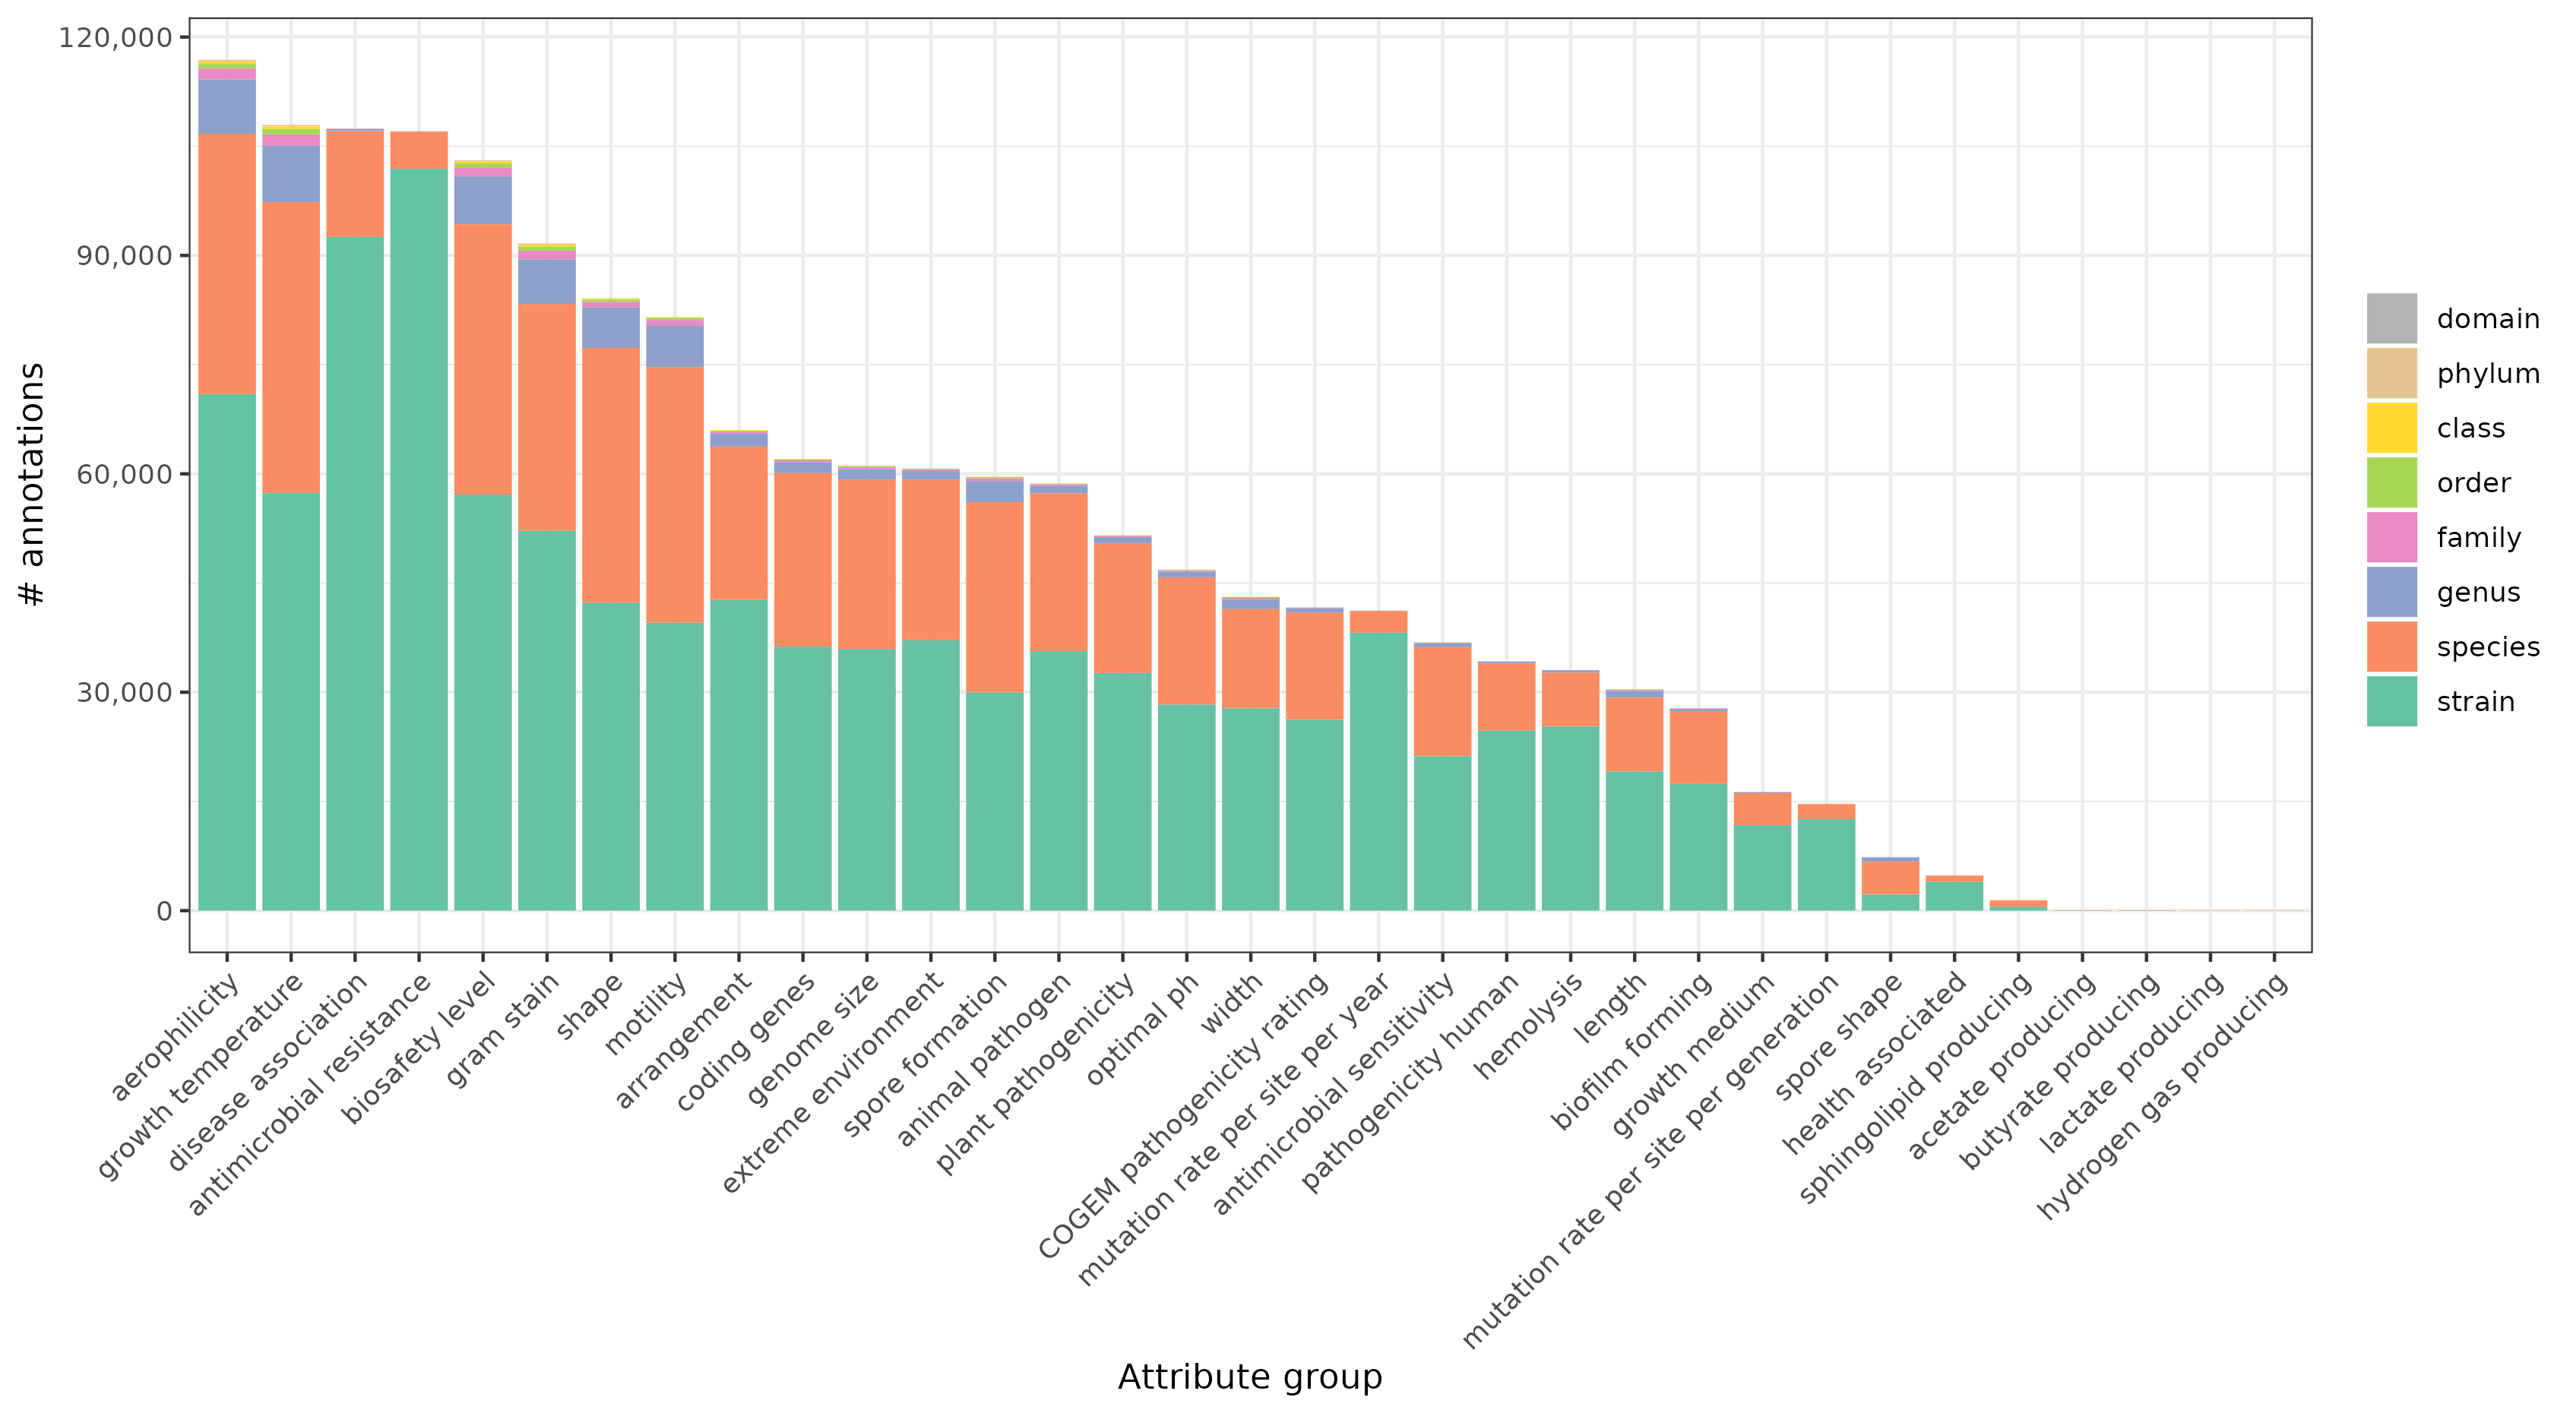 # annotations
120,000
90,000
60,000
30,000
0
aerophilicity
growth temperature
disease association
antimicrobial resistance
biosafety level
gram stain
shape
motility
arrangement
coding genes
genome size
extreme environment
spore formation
animal pathogen
plant pathogenicity
optimal ph
width
COGEM pathogenicity rating
mutation rate per site per year
antimicrobial sensitivity
pathogenicity human
hemolysis
length
biofilm forming
growth medium
mutation rate per site per generation
spore shape
health associated
sphingolipid producing
acetate producing
butyrate producing
lactate producing
hydrogen gas producing
Attribute group
domain
phylum
class
order
family
genus
species
strain